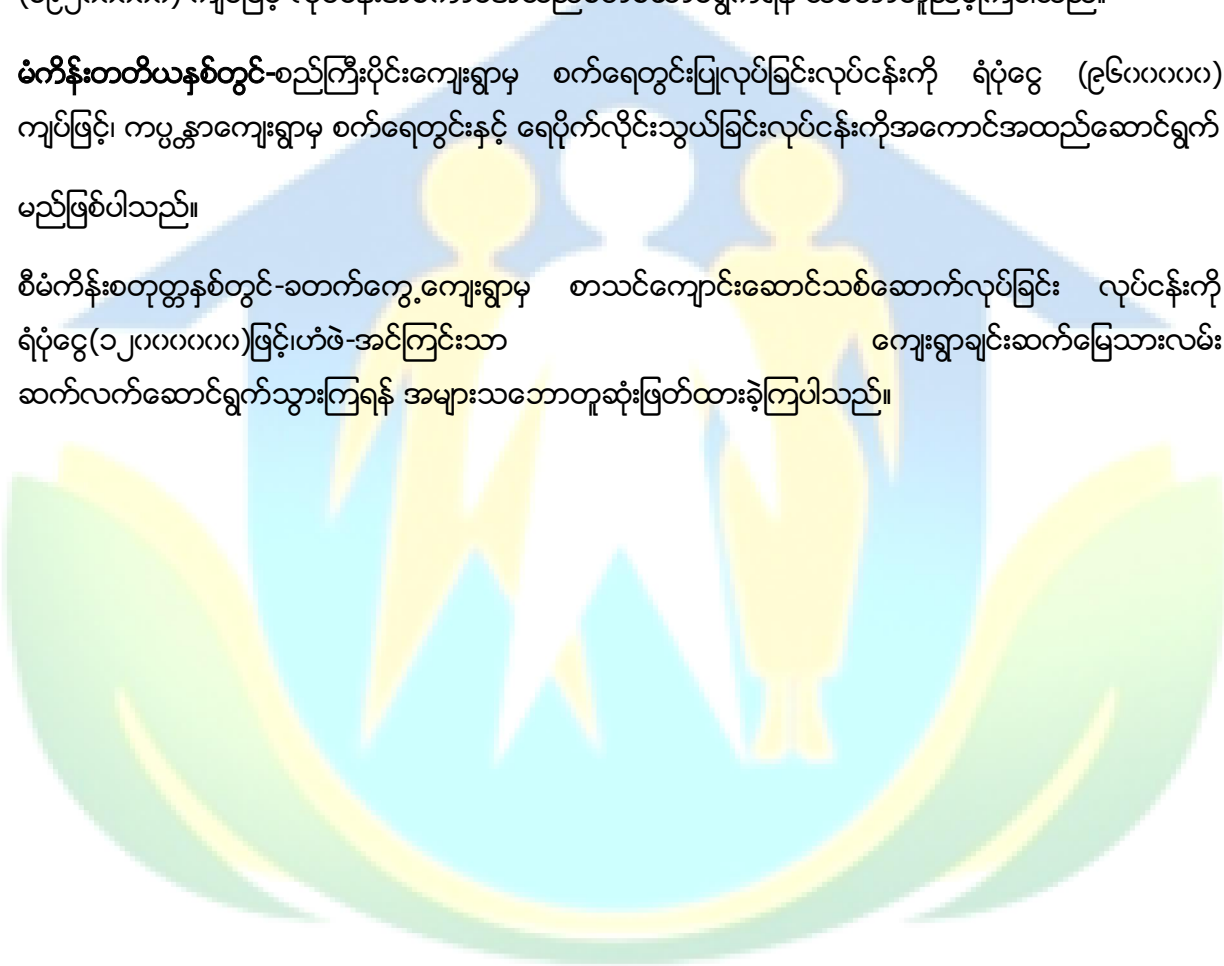 မံကိန်းတတိယနှစ်တွင်-စည်ကြီးပိုင်းကျေးရွာမှ စက်ရေတွင်းပြုလုပ်ခြင်းလုပ်ငန်းကို ရံပုံငွေ (၉၆၀၀၀၀၀)
ကျပ်ဖြင့်၊ ကပ္ပန္တာကျေးရွာမှ စက်ရေတွင်းနှင့် ရေပိုက်လိုင်းသွယ်ခြင်းလုပ်ငန်းကိုအကောင်အထည်ဆောင်ရွက်
မည်ဖြစ်ပါသည်။
စီမံကိန်းစတုတ္တနှစ်တွင်-ခတက်ကွေ့ကျေးရွာမှ စာသင်ကျောင်းဆောင်သစ်ဆောက်လုပ်ခြင်း လုပ်ငန်းကို
ရံပုံငွေ(၁၂၀၀၀၀၀၀)ဖြင့်၊ဟံဖဲ-အင်ကြင်းသာ ကျေးရွာချင်းဆက်မြေသားလမ်း
ဆက်လက်ဆောင်ရွက်သွားကြရန် အများသဘောတူဆုံးဖြတ်ထားခဲ့ကြပါသည်။